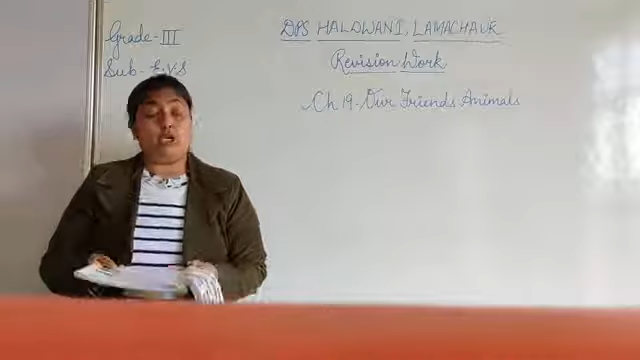 Grade - III
Sub - E.V.S
DPS HALDWANI, LAMACHAUR
Revision Work
Ch 19 - Our Friends Animals